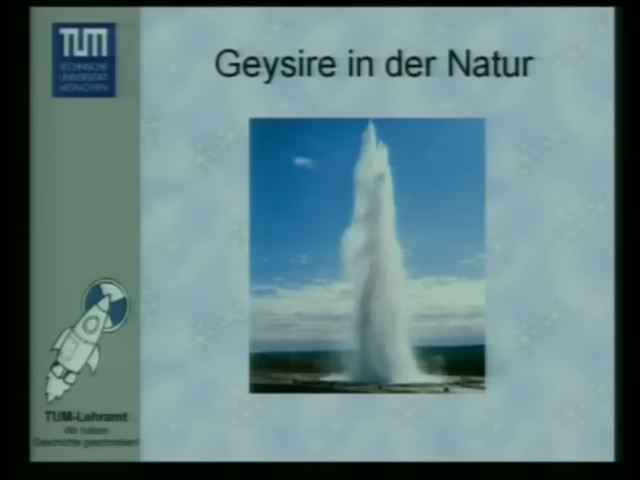 TUM
TECHNISCHE
UNIVERSITÄT
MÜNCHEN
Geysire in der Natur
TUM-Lehramt
Wir haben
Geschichte geschrieben!